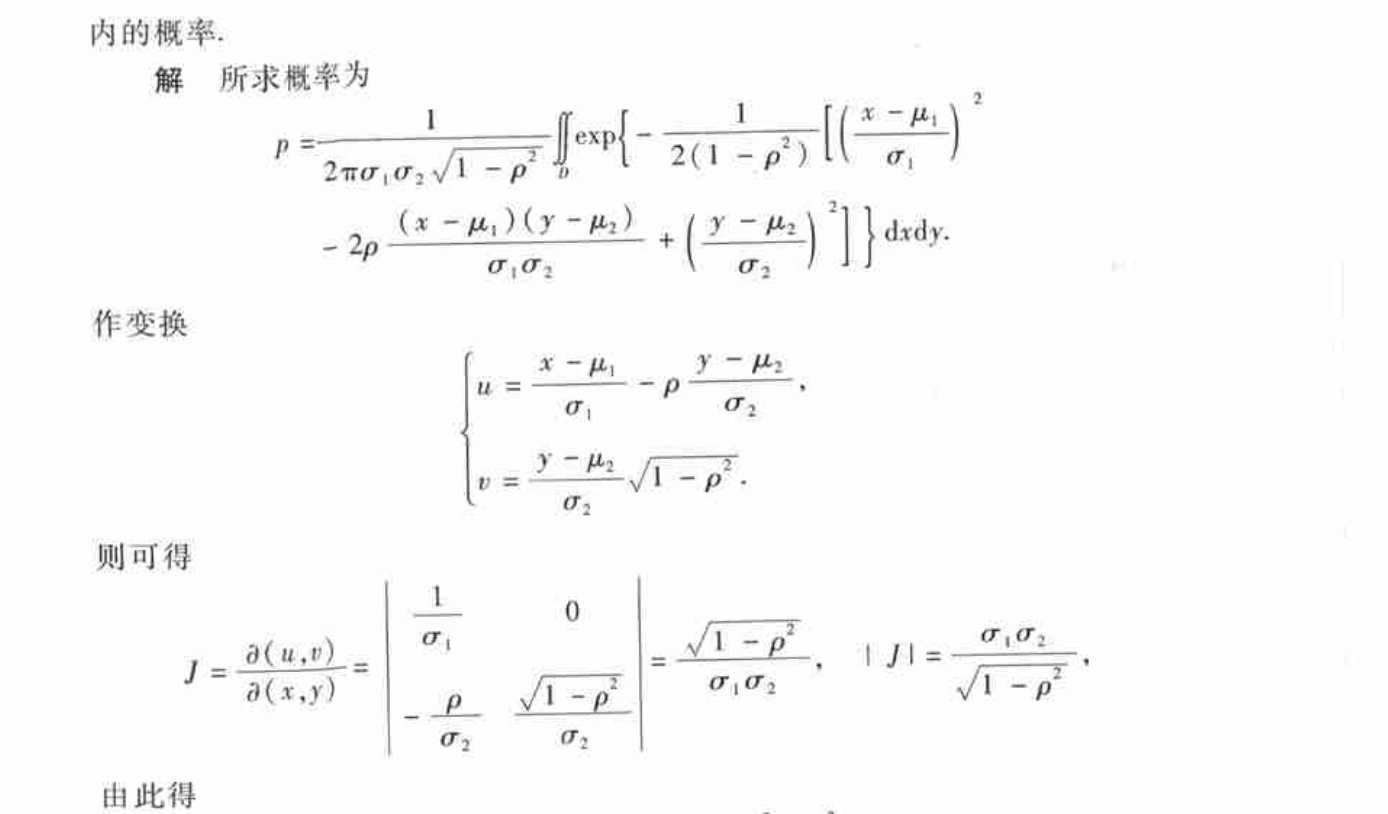 内的概率.
解 所求概率为
p = \frac{1}{2\pi\sigma_1\sigma_2\sqrt{1-\rho^2}} \iint_D \exp\left\{ -\frac{1}{2(1-\rho^2)} \left[ \left( \frac{x-\mu_1}{\sigma_1} \right)^2
-2\rho \frac{(x-\mu_1)(y-\mu_2)}{\sigma_1\sigma_2} + \left( \frac{y-\mu_2}{\sigma_2} \right)^2 \right] \right\} dxdy.
作变换
\begin{cases} u = \frac{x-\mu_1}{\sigma_1} - \rho \frac{y-\mu_2}{\sigma_2}, \\ v = \frac{y-\mu_2}{\sigma_2} \sqrt{1-\rho^2}. \end{cases}
则可得
J = \frac{\partial(u,v)}{\partial(x,y)} = \begin{vmatrix} \frac{1}{\sigma_1} & 0 \\ -\frac{\rho}{\sigma_2} & \frac{\sqrt{1-\rho^2}}{\sigma_2} \end{vmatrix} = \frac{\sqrt{1-\rho^2}}{\sigma_1\sigma_2}, |J| = \frac{\sigma_1\sigma_2}{\sqrt{1-\rho^2}},
由此得